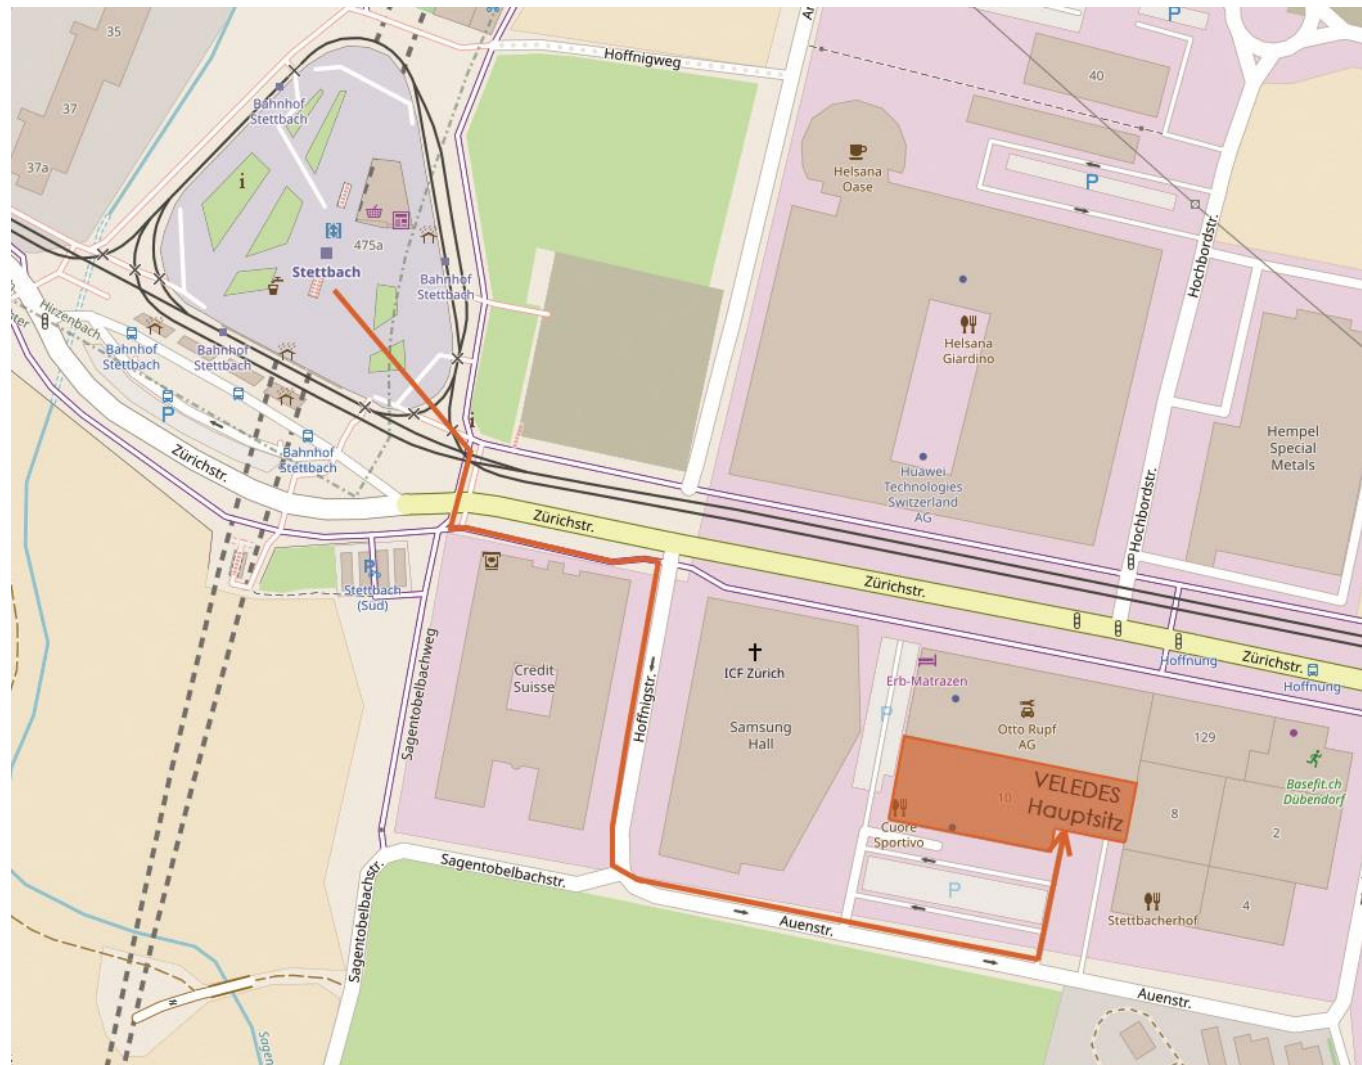 35
37
37a
Bahnhof
Stettbach
Hoffnigweg
P
40
Helsana
Oase
P
i
475a
Stettbach
Bahnhof
Stettbach
Hochbordstr.
Hirzenbach
Bahnhof
Stettbach
Bahnhof
Stettbach
P
Helsana
Giardino
Bahnhof
Stettbach
Zürichstr.
Huawei
Technologies
Switzerland
AG
Hempel
Special
Metals
Hochbordstr.
Zürichstr.
P
Stettbach
(Süd)
Zürichstr.
Zürichstr.
Hoffnung
Hoffnung
Sagentobelbachweg
Credit
Suisse
Hoffnigstr.
ICF Zürich
Samsung
Hall
Erb-Matrazen
P
Otto Rupf
AG
129
Basefit.ch
Dübendorf
10
VELEDES
Hauptsitz
8
2
Cuore
Sportivo
P
Stettbacherhof
4
Sagentobelbachstr.
Sagentobelbachstr.
Auenstr.
Auenstr.
Sagen